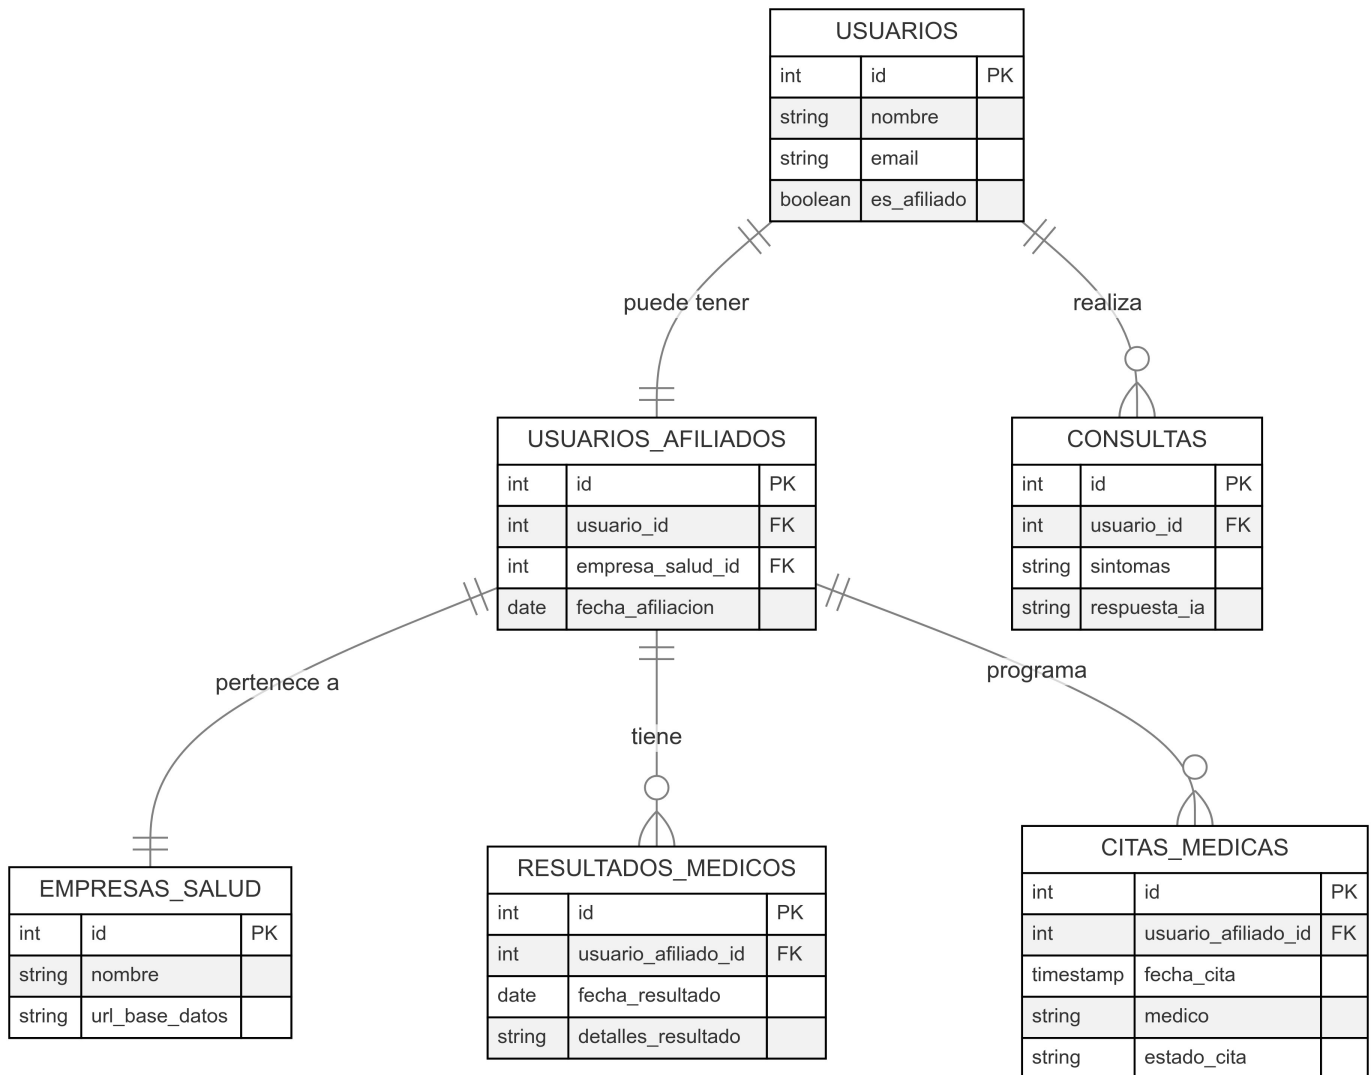 USUARIOS
int id PK
string nombre
string email
boolean es_afiliado
puede tener
realiza
USUARIOS_AFILIADOS
int id PK
int usuario_id FK
int empresa_salud_id FK
date fecha_afiliacion
CONSULTAS
int id PK
int usuario_id FK
string sintomas
string respuesta_ia
pertenece a
tiene
programa
EMPRESAS_SALUD
int id PK
string nombre
string url_base_datos
RESULTADOS_MEDICOS
int id PK
int usuario_afiliado_id FK
date fecha_resultado
string detalles_resultado
CITAS_MEDICAS
int id PK
int usuario_afiliado_id FK
timestamp fecha_cita
string medico
string estado_cita